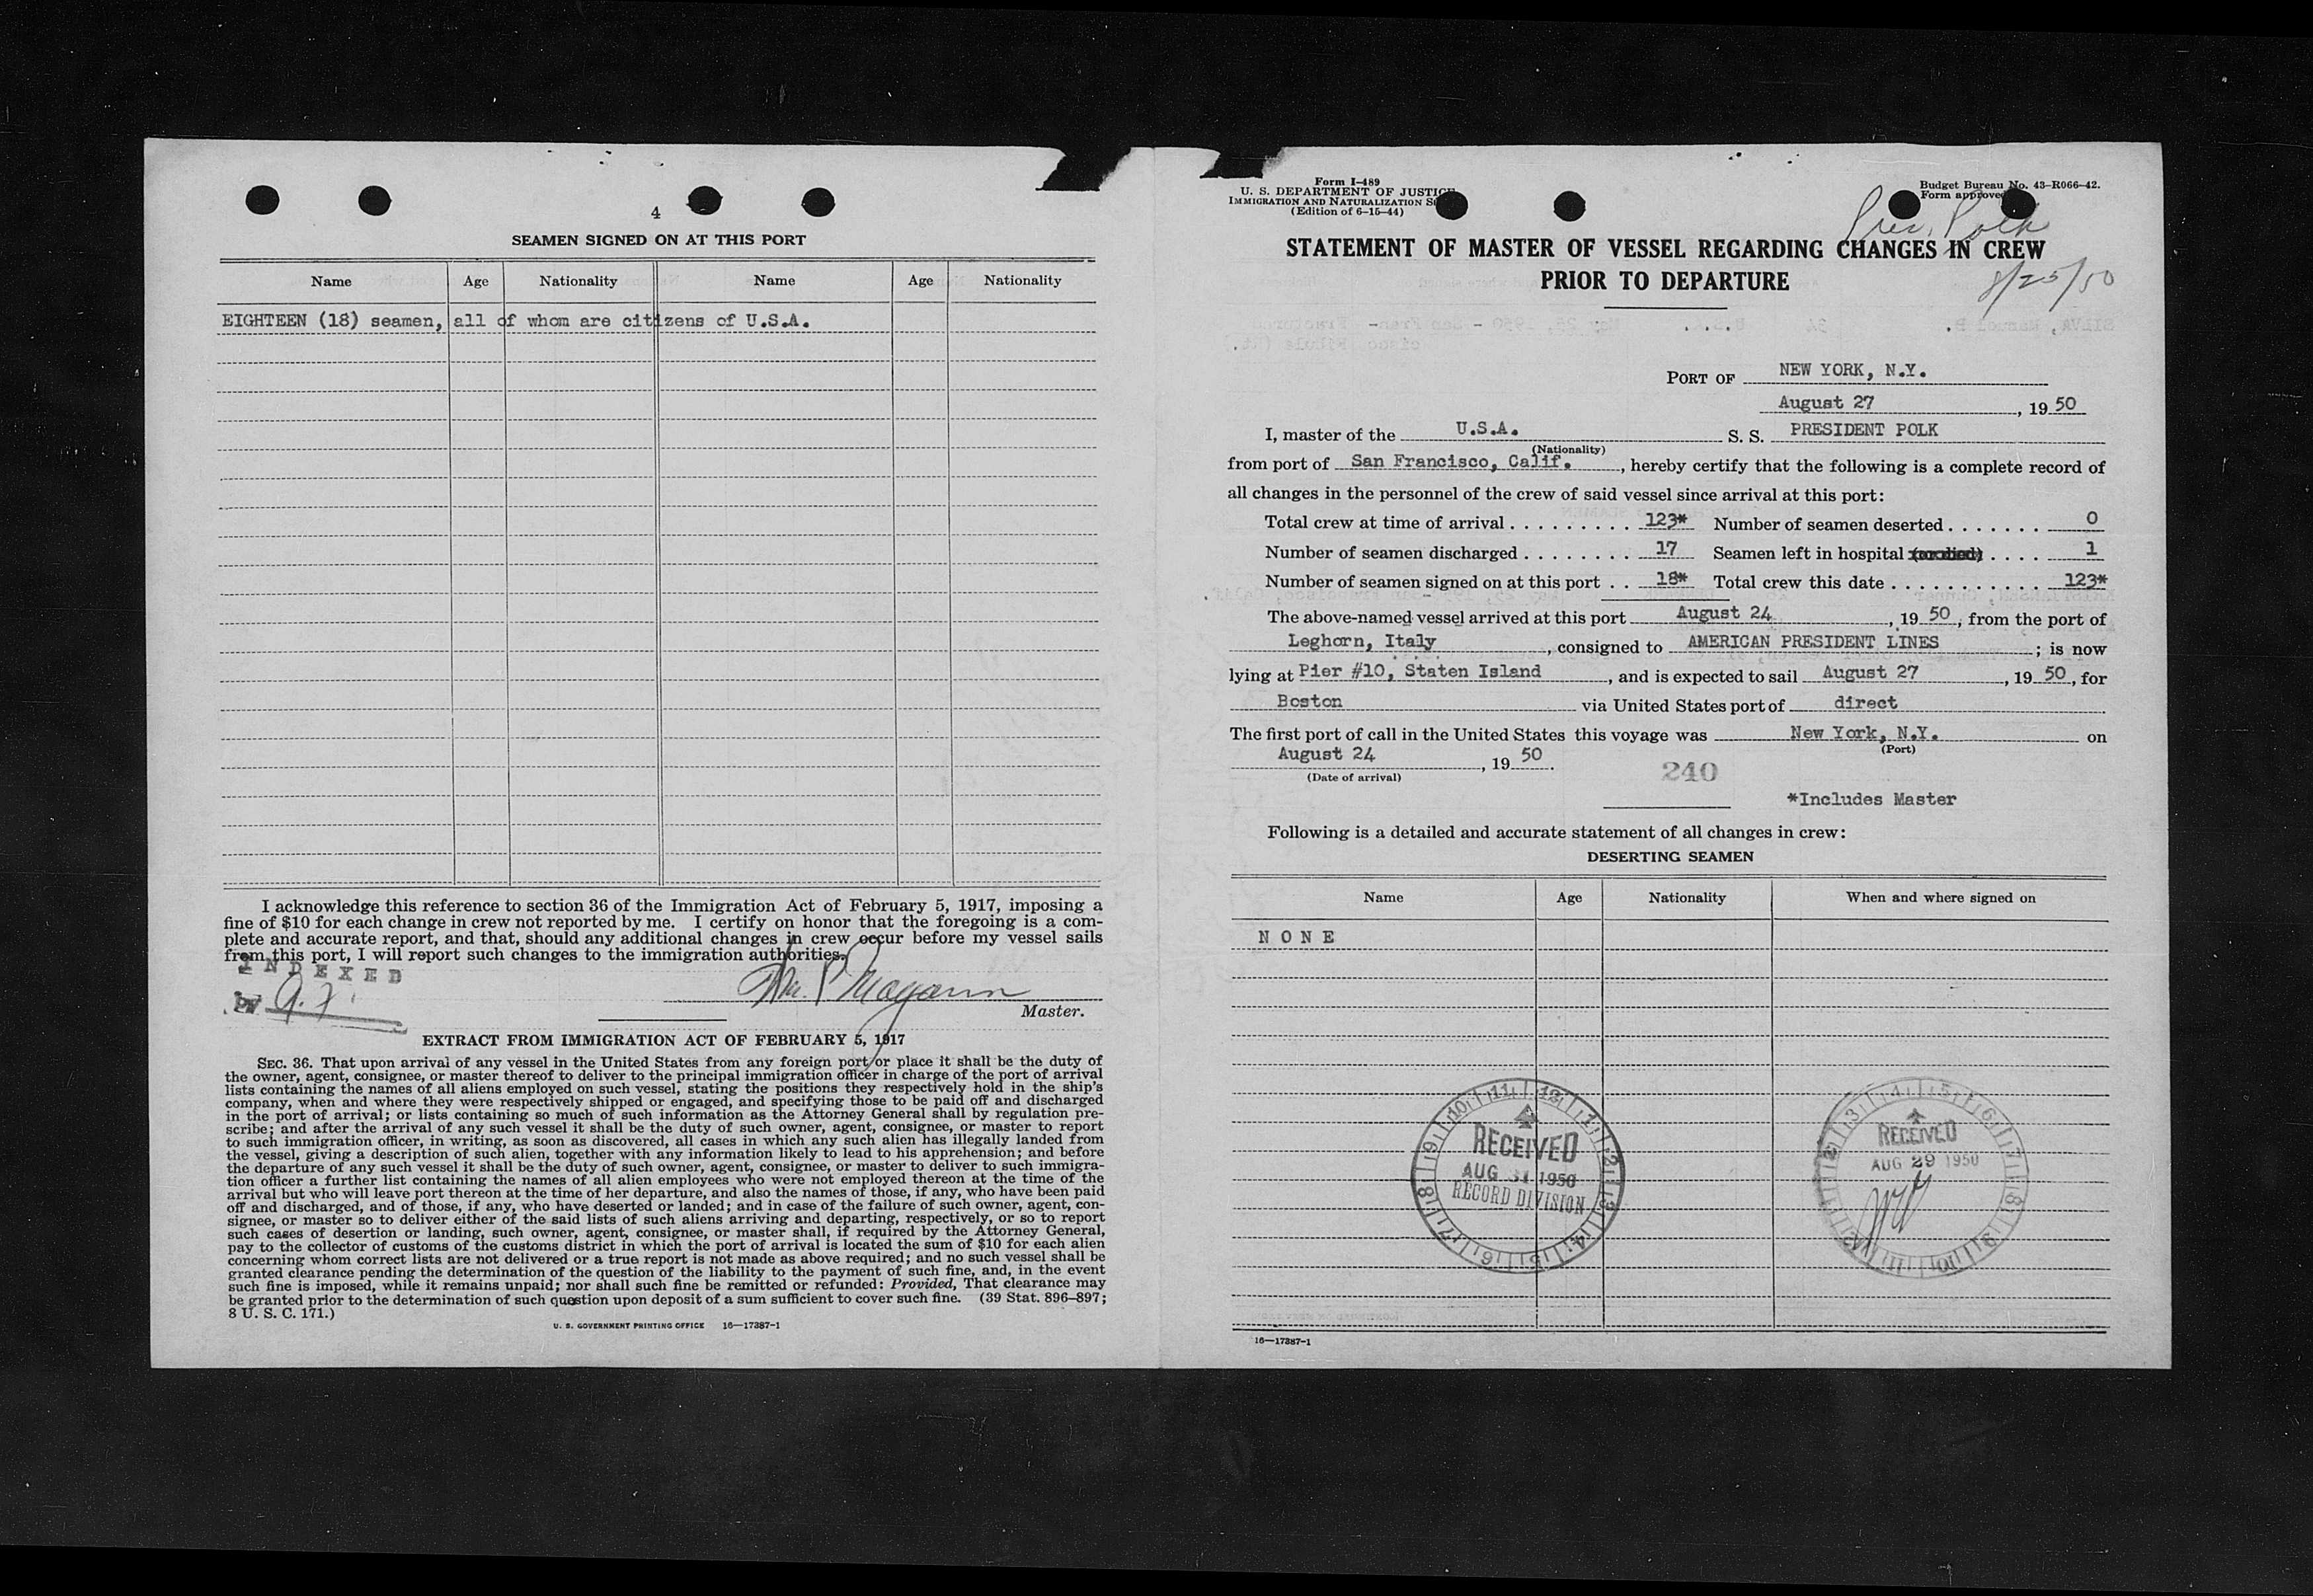 4
SEAMEN SIGNED ON AT THIS PORT
Name Age Nationality Name Age Nationality
EIGHTEEN (18) seamen, all of whom are citizens of U.S.A.
I acknowledge this reference to section 36 of the Immigration Act of February 5, 1917, imposing a
fine of $10 for each change in crew not reported by me. I certify on honor that the foregoing is a com-
plete and accurate report, and that, should any additional changes in crew occur before my vessel sails
from this port, I will report such changes to the immigration authorities.
INDEXED
BY
Magann
Master.
EXTRACT FROM IMMIGRATION ACT OF FEBRUARY 5, 1917
SEC. 36. That upon arrival of any vessel in the United States from any foreign port or place it shall be the duty of
the owner, agent, consignee, or master thereof to deliver to the principal immigration officer in charge of the port of arrival
lists containing the names of all aliens employed on such vessel, stating the positions they respectively hold in the ship's
company, when and where they were respectively shipped or engaged, and specifying those to be paid off and discharged
in the port of arrival; or lists containing so much of such information as the Attorney General shall by regulation pre-
scribe; and after the arrival of any such vessel it shall be the duty of such owner, agent, consignee, or master to report
to such immigration officer, in writing, as soon as discovered, all cases in which any such alien has illegally landed from
the vessel, giving a description of such alien, together with any information likely to lead to his apprehension; and before
the departure of any such vessel it shall be the duty of such owner, agent, consignee, or master to deliver to such immigra-
tion officer a further list containing the names of all alien employees who were not employed thereon at the time of the
arrival but who will leave port thereon at the time of her departure, and also the names of those, if any, who have been paid
off and discharged, and of those, if any, who have deserted or landed; and in case of the failure of such owner, agent, con-
signee, or master so to deliver either of the said lists of such aliens arriving and departing, respectively, or so to report
such cases of desertion or landing, such owner, agent, consignee, or master shall, if required by the Attorney General,
pay to the collector of customs of the customs district in which the port of arrival is located the sum of $10 for each alien
concerning whom correct lists are not delivered or a true report is not made as above required; and no such vessel shall be
granted clearance pending the determination of the question of the liability to the payment of such fine, and, in the event
such fine is imposed, while it remains unpaid; nor shall such fine be remitted or refunded: Provided, That clearance may
be granted prior to the determination of such question upon deposit of a sum sufficient to cover such fine. (39 Stat. 896–897;
8 U. S. C. 171.)
U. S. GOVERNMENT PRINTING OFFICE 16—17387-1
Form I-489
U. S. DEPARTMENT OF JUSTICE
IMMIGRATION AND NATURALIZATION
(Edition of 6-15-44)
Budget Bureau No. 43-R066-42.
Form approved
Pres. Polk
STATEMENT OF MASTER OF VESSEL REGARDING CHANGES IN CREW
PRIOR TO DEPARTURE
8/25/50
PORT OF NEW YORK, N.Y.
August 27, 19 50
I, master of the U.S.A. S. S. PRESIDENT POLK
(Nationality)
from port of San Francisco, Calif., hereby certify that the following is a complete record of
all changes in the personnel of the crew of said vessel since arrival at this port:
Total crew at time of arrival . . . . . . . . . 123* Number of seamen deserted . . . . . . . 0
Number of seamen discharged . . . . . . . . 17 Seamen left in hospital (or died) . . . . 1
Number of seamen signed on at this port . . 18* Total crew this date . . . . . . . . . . . . 123*
The above-named vessel arrived at this port August 24, 19 50, from the port of
Leghorn, Italy, consigned to AMERICAN PRESIDENT LINES; is now
lying at Pier #10, Staten Island, and is expected to sail August 27, 19 50, for
Boston via United States port of direct
The first port of call in the United States this voyage was New York, N.Y. on
(Port)
August 24, 19 50.
(Date of arrival)
240
*Includes Master
Following is a detailed and accurate statement of all changes in crew:
DESERTING SEAMEN
Name Age Nationality When and where signed on
NONE
RECEIVED
AUG 31 1950
RECORD DIVISION
RECEIVED
AUG 29 1950
16—17387-1